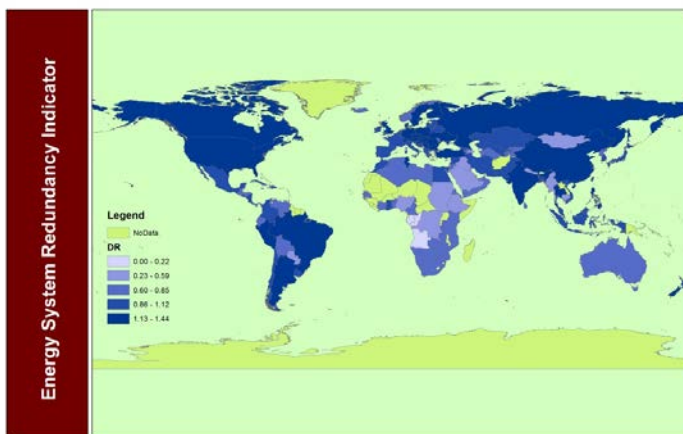 Energy System Redundancy Indicator
Legend
NoData
DR
0.00 - 0.22
0.23 - 0.59
0.60 - 0.85
0.86 - 1.12
1.13 - 1.44